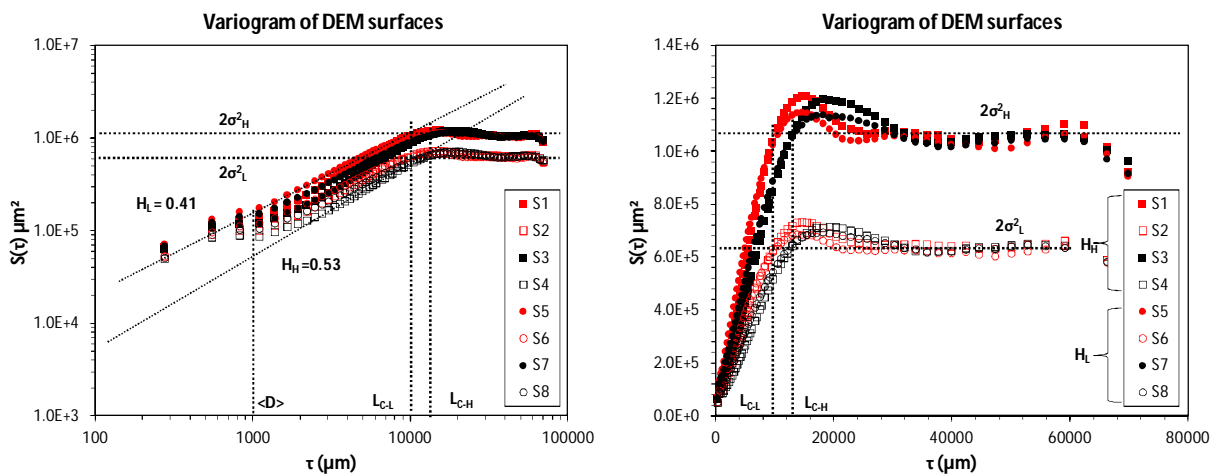 Variogram of DEM surfaces
1.0E+7
1.0E+6
1.0E+5
1.0E+4
1.0E+3
S(τ) µm²
2σ²H
2σ²L
HL = 0.41
HH =0.53
<D>
LC-L
LC-H
S1
S2
S3
S4
S5
S6
S7
S8
100
1000
10000
100000
τ (µm)
Variogram of DEM surfaces
1.4E+6
1.2E+6
1.0E+6
8.0E+5
6.0E+5
4.0E+5
2.0E+5
0.0E+0
S(τ) µm²
2σ²H
2σ²L
LC-L
LC-H
HH
HL
S1
S2
S3
S4
S5
S6
S7
S8
0
20000
40000
60000
80000
τ (µm)